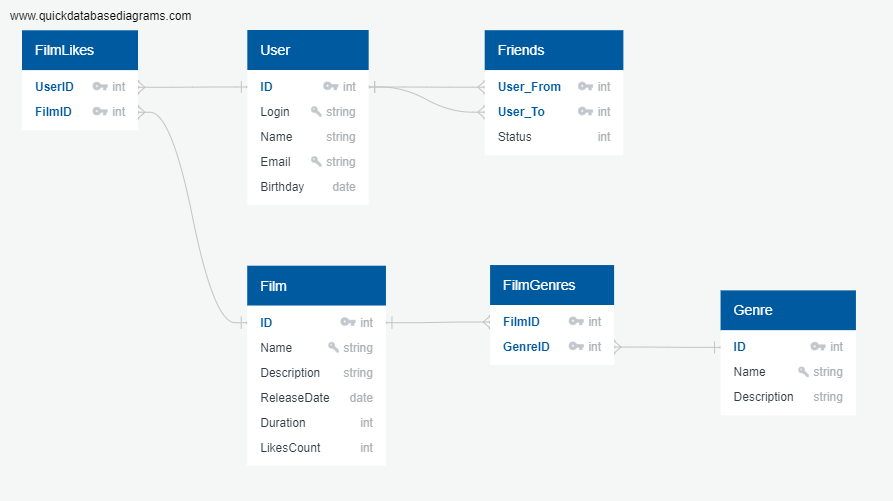 www.quickdatabasediagrams.com
FilmLikes
UserID int
FilmID int
User
ID int
Login string
Name string
Email string
Birthday date
Friends
User_From int
User_To int
Status int
Film
ID int
Name string
Description string
ReleaseDate date
Duration int
LikesCount int
FilmGenres
FilmID int
GenreID int
Genre
ID int
Name string
Description string